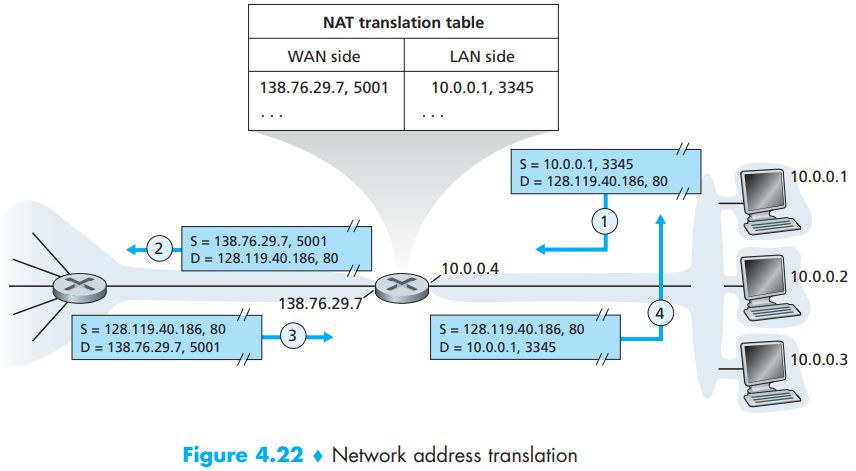 NAT translation table
WAN side LAN side
138.76.29.7, 5001 10.0.0.1, 3345
. . . . . .
S = 10.0.0.1, 3345
D = 128.119.40.186, 80
10.0.0.1
1
2
S = 138.76.29.7, 5001
D = 128.119.40.186, 80
10.0.0.4
10.0.0.2
138.76.29.7
S = 128.119.40.186, 80
D = 138.76.29.7, 5001
3
S = 128.119.40.186, 80
D = 10.0.0.1, 3345
4
10.0.0.3
Figure 4.22 ♦ Network address translation